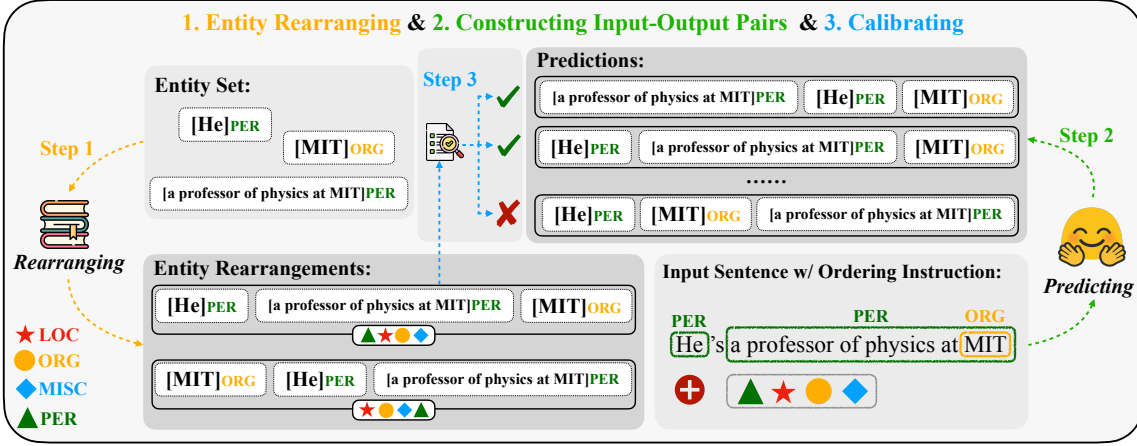 1. Entity Rearranging & 2. Constructing Input-Output Pairs & 3. Calibrating
Entity Set:
[He]PER
[MIT]ORG
[a professor of physics at MIT]PER
Step 1
Rearranging
LOC
ORG
MISC
PER
Entity Rearrangements:
[He]PER [a professor of physics at MIT]PER [MIT]ORG
[MIT]ORG [He]PER [a professor of physics at MIT]PER
Step 3
Predictions:
[a professor of physics at MIT]PER [He]PER [MIT]ORG
[He]PER [a professor of physics at MIT]PER [MIT]ORG
……
[He]PER [MIT]ORG [a professor of physics at MIT]PER
Step 2
Predicting
Input Sentence w/ Ordering Instruction:
PER PER ORG
He 's a professor of physics at MIT